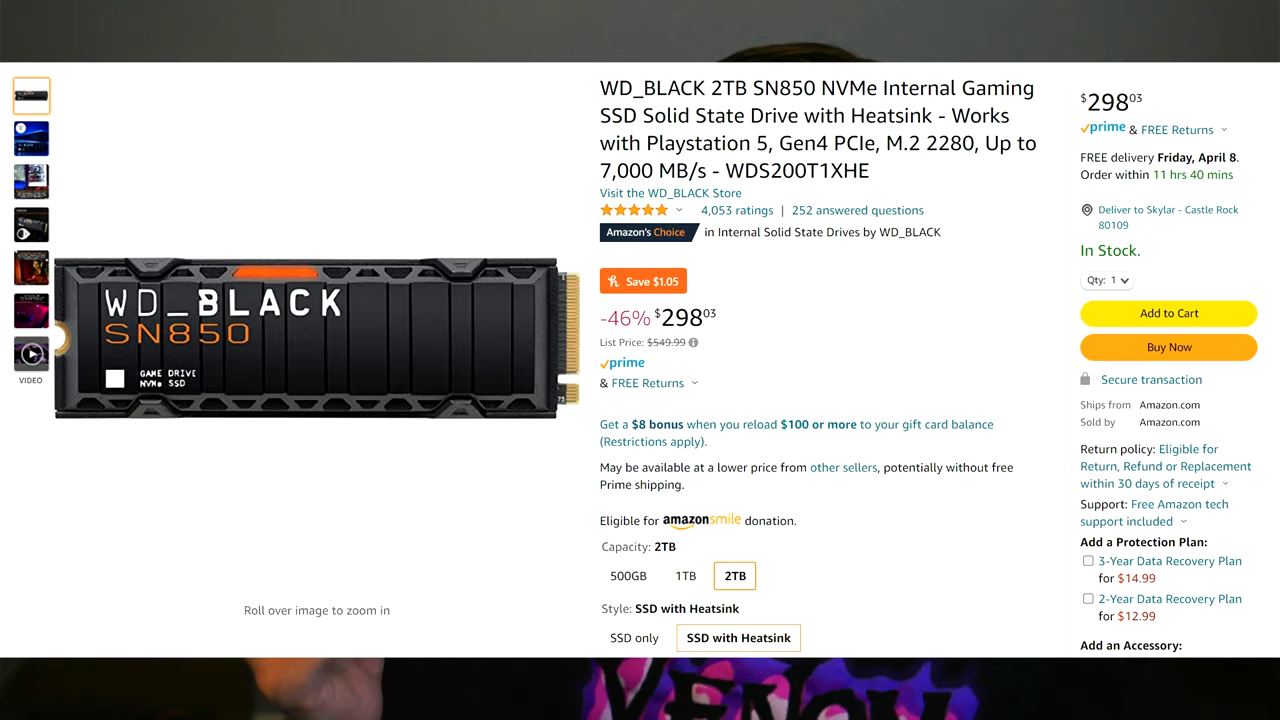 WD_BLACK 2TB SN850 NVMe Internal Gaming
SSD Solid State Drive with Heatsink - Works
with Playstation 5, Gen4 PCIe, M.2 2280, Up to
7,000 MB/s - WDS200T1XHE
Visit the WD_BLACK Store
4,053 ratings | 252 answered questions
Amazon's Choice in Internal Solid State Drives by WD_BLACK
Save $1.05
-46% $298 03
List Price: $549.99
prime
& FREE Returns
Get a $8 bonus when you reload $100 or more to your gift card balance
(Restrictions apply).
May be available at a lower price from other sellers, potentially without free
Prime shipping.
Eligible for amazonsmile donation.
Capacity: 2TB
500GB 1TB 2TB
Style: SSD with Heatsink
SSD only SSD with Heatsink
VIDEO
WD_BLACK
SN850
GAME DRIVE
NVMe SSD
75
Roll over image to zoom in
$298 03
prime & FREE Returns
FREE delivery Friday, April 8.
Order within 11 hrs 40 mins
Deliver to Skylar - Castle Rock
80109
In Stock.
Qty: 1
Add to Cart
Buy Now
Secure transaction
Ships from Amazon.com
Sold by Amazon.com
Return policy: Eligible for
Return, Refund or Replacement
within 30 days of receipt
Support: Free Amazon tech
support included
Add a Protection Plan:
3-Year Data Recovery Plan
for $14.99
2-Year Data Recovery Plan
for $12.99
Add an Accessory:
VENOM